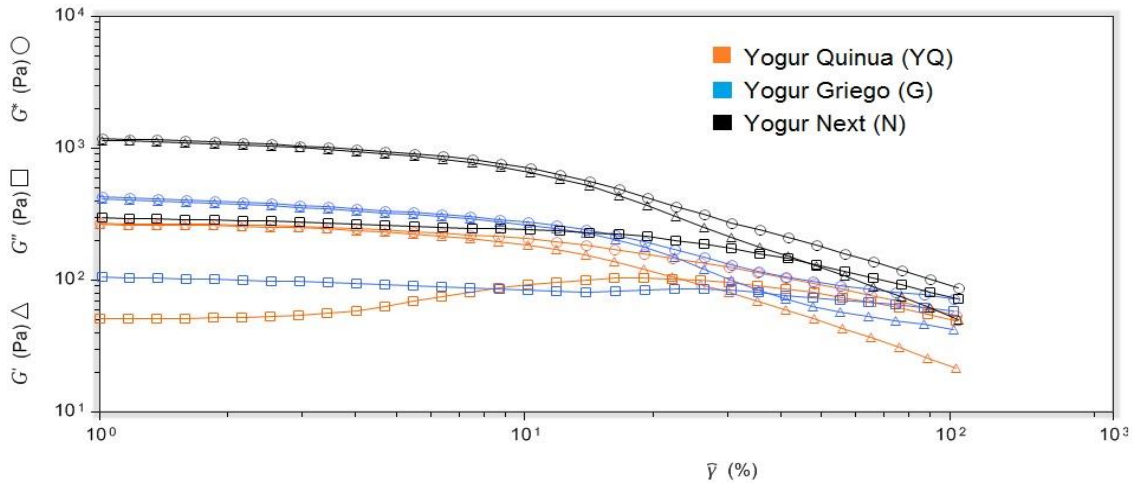 10⁴
10³
10²
10¹
G* (Pa)
G″ (Pa)
G' (Pa)
Yogur Quinua (YQ)
Yogur Griego (G)
Yogur Next (N)
10⁰ 10¹ 10² 10³
γ̂ (%)